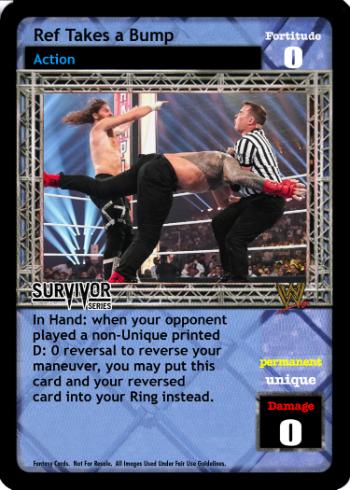 Ref Takes a Bump
Fortitude
0
Action
SURVIVOR
SERIES
W
In Hand: when your opponent
played a non-Unique printed
D: 0 reversal to reverse your
maneuver, you may put this
card and your reversed
card into your Ring instead.
permanent
unique
Damage
0
Fantasy Cards. Not For Resale. All Images Used Under Fair Use Guidelines.